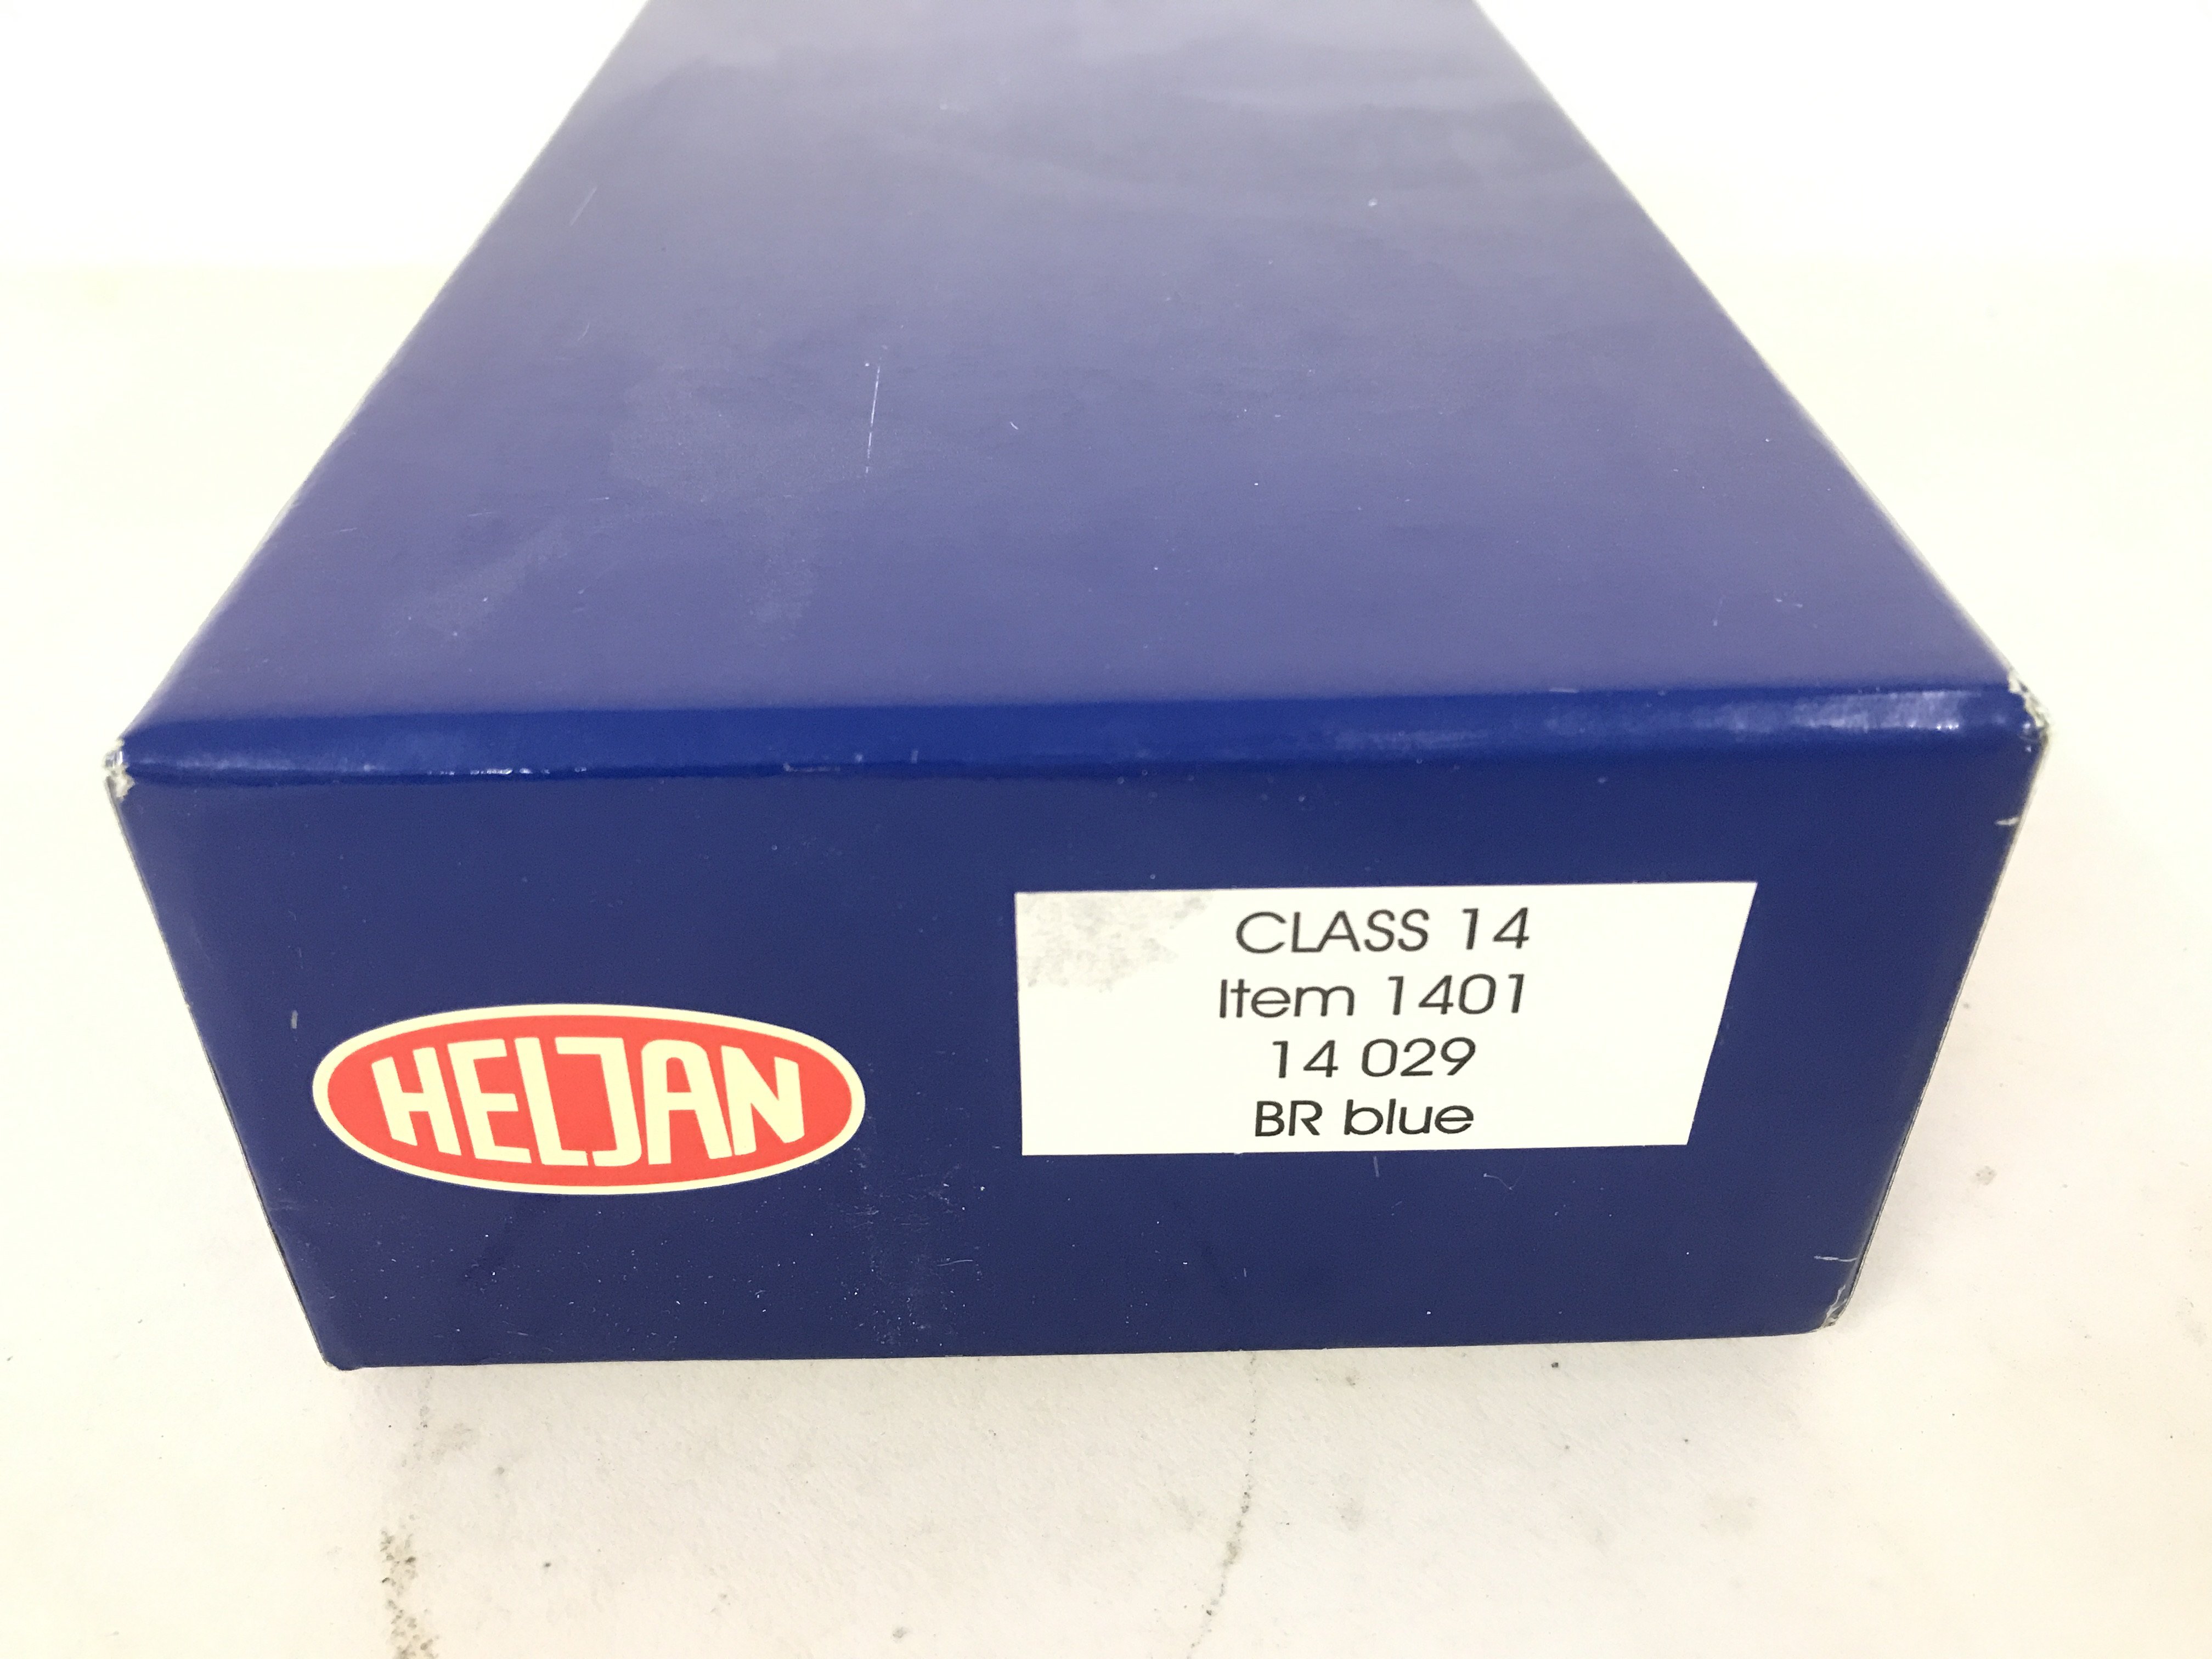 HELJAN
CLASS 14
Item 1401
14 029
BR blue